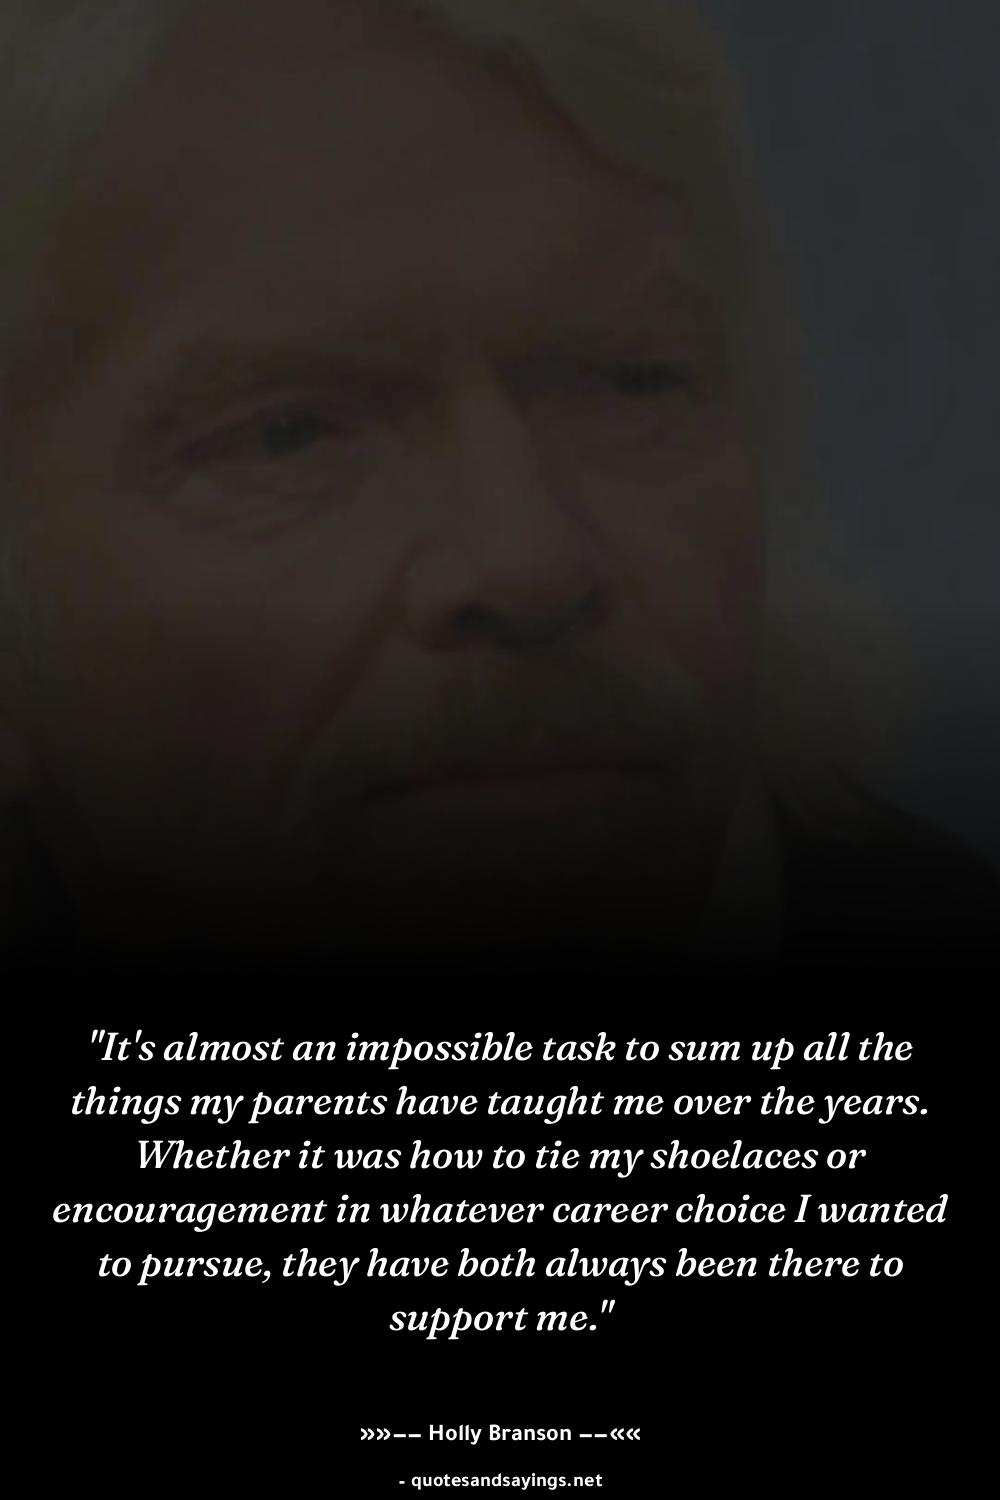 "It's almost an impossible task to sum up all the
things my parents have taught me over the years.
Whether it was how to tie my shoelaces or
encouragement in whatever career choice I wanted
to pursue, they have both always been there to
support me."
»»–– Holly Branson ––««
- quotesandsayings.net